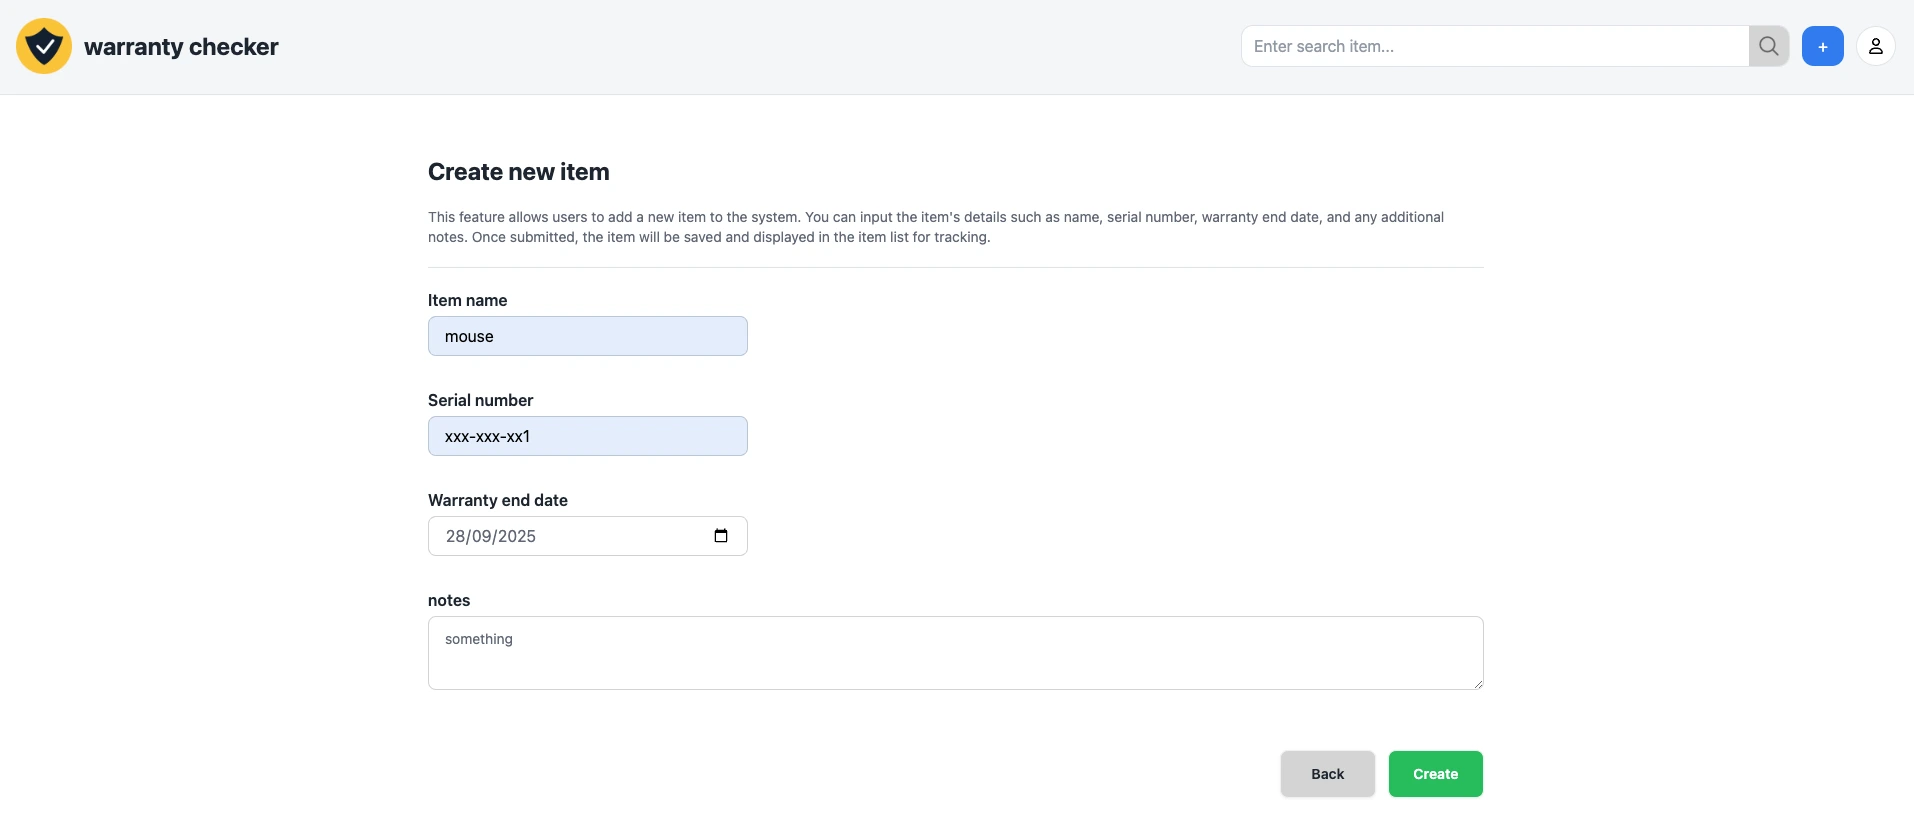 warranty checker
Enter search item...
+
Create new item
This feature allows users to add a new item to the system. You can input the item's details such as name, serial number, warranty end date, and any additional
notes. Once submitted, the item will be saved and displayed in the item list for tracking.
Item name
mouse
Serial number
xxx-xxx-xx1
Warranty end date
28/09/2025
notes
something
Back
Create